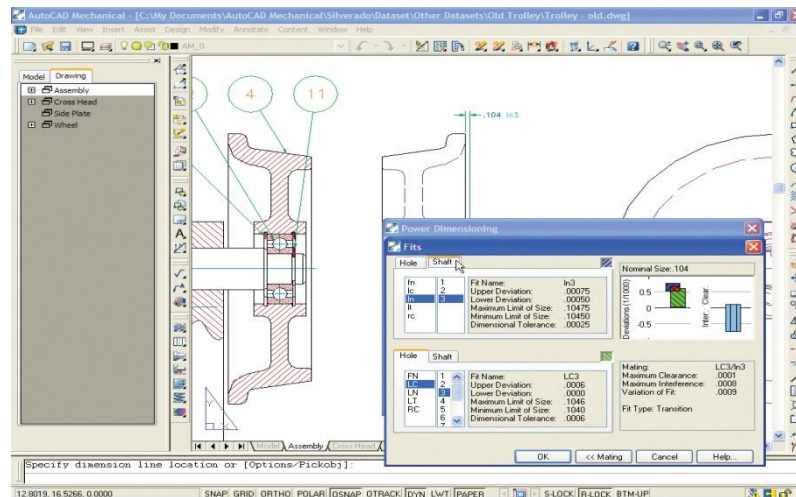 AutoCAD Mechanical - [C:\My Documents\AutoCAD Mechanical\Silverado\Dataset\Other Datasets\Old Trolley\Trolley - old.dwg]
File Edit View Insert Assist Design Modify Annotate Content Window Help
AM_0
Model Drawing
Assembly
Cross Head
Side Plate
Wheel
4
11
.104 lc3
Power Dimensioning
Fits
Hole Shaft
fn
lc
ln
lt
rc
1
2
3
Fit Name: ln3
Upper Deviation: .00075
Lower Deviation: .00050
Maximum Limit of Size: .10475
Minimum Limit of Size: .10450
Dimensional Tolerance: .00025
Nominal Size:.104
Deviations (1/1000)
0.5
0
-0.5
Inter. Clear.
Hole Shaft
FN
LC
LN
LT
RC
1
2
3
4
5
6
7
Fit Name: LC3
Upper Deviation: .0006
Lower Deviation: .0000
Maximum Limit of Size: .1046
Minimum Limit of Size: .1040
Dimensional Tolerance: .0006
Mating: LC3/ln3
Maximum Clearance: .0001
Maximum Interference: .0008
Variation of Fit: .0009
Fit Type: Transition
OK << Mating Cancel Help...
Model Assembly Cross Head
Specify dimension line location or [Options/Pickobj]:
12.8019, 16.5266, 0.0000 SNAP GRID ORTHO POLAR OSNAP OTRACK DYN LWT PAPER S-LOCK R-LOCK BTM-UP